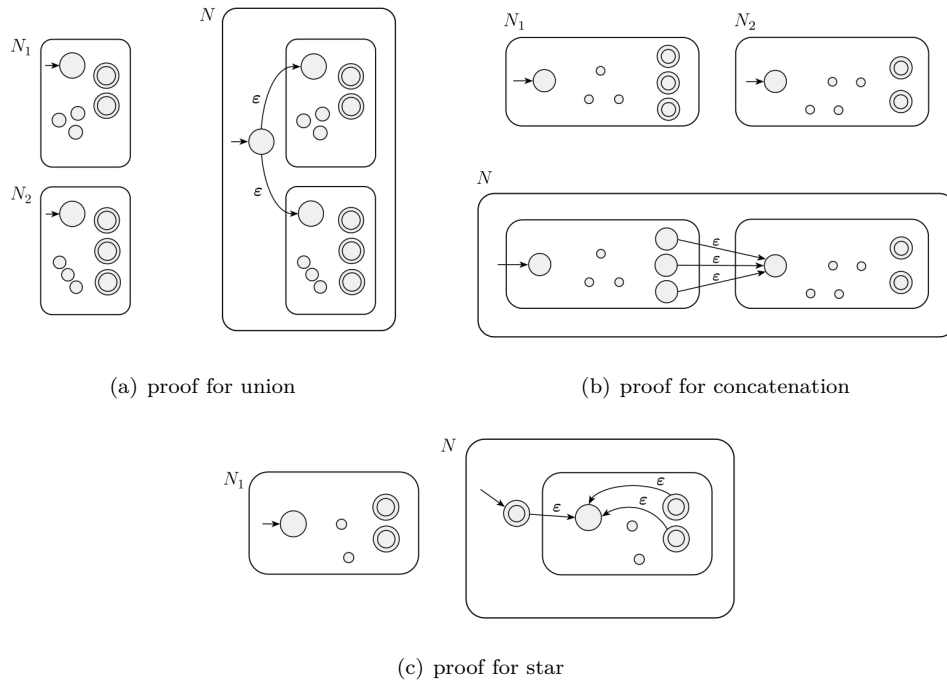 N₁
N
ε
ε
N₂
(a) proof for union
N₁
N₂
N
ε
ε
ε
(b) proof for concatenation
N₁
N
ε
ε
ε
(c) proof for star